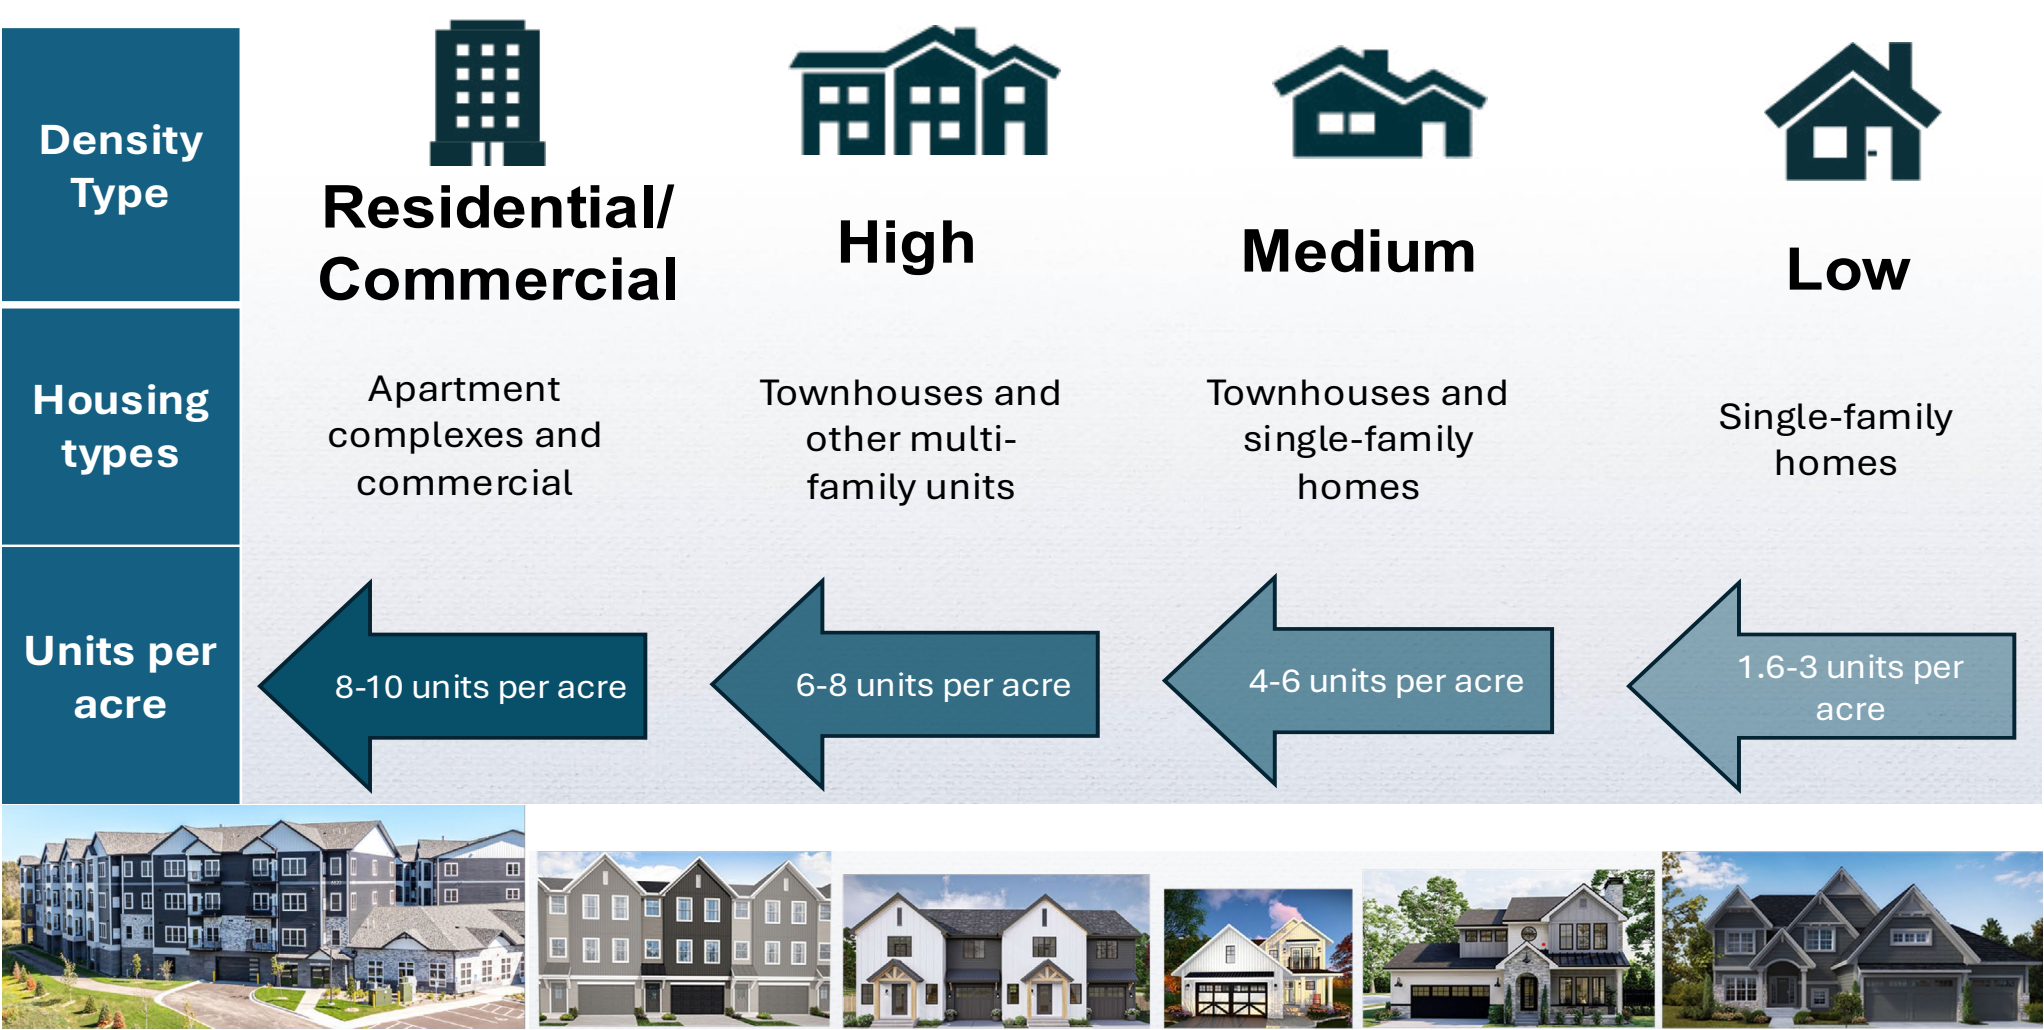 Density
Type
Residential/
Commercial
High
Medium
Low
Housing
types
Apartment
complexes and
commercial
Townhouses and
other multi-
family units
Townhouses and
single-family
homes
Single-family
homes
Units per
acre
8-10 units per acre
6-8 units per acre
4-6 units per acre
1.6-3 units per
acre